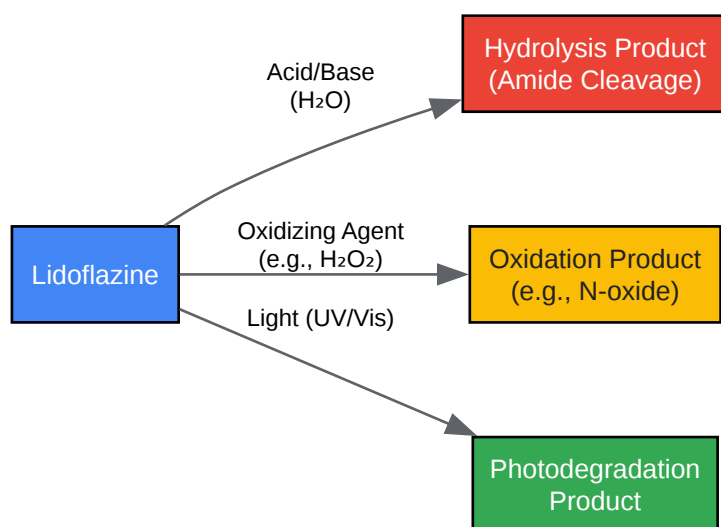 Hydrolysis Product
(Amide Cleavage)
Acid/Base
(H₂O)
Lidoflazine
Oxidizing Agent
(e.g., H₂O₂)
Oxidation Product
(e.g., N-oxide)
Light (UV/Vis)
Photodegradation
Product